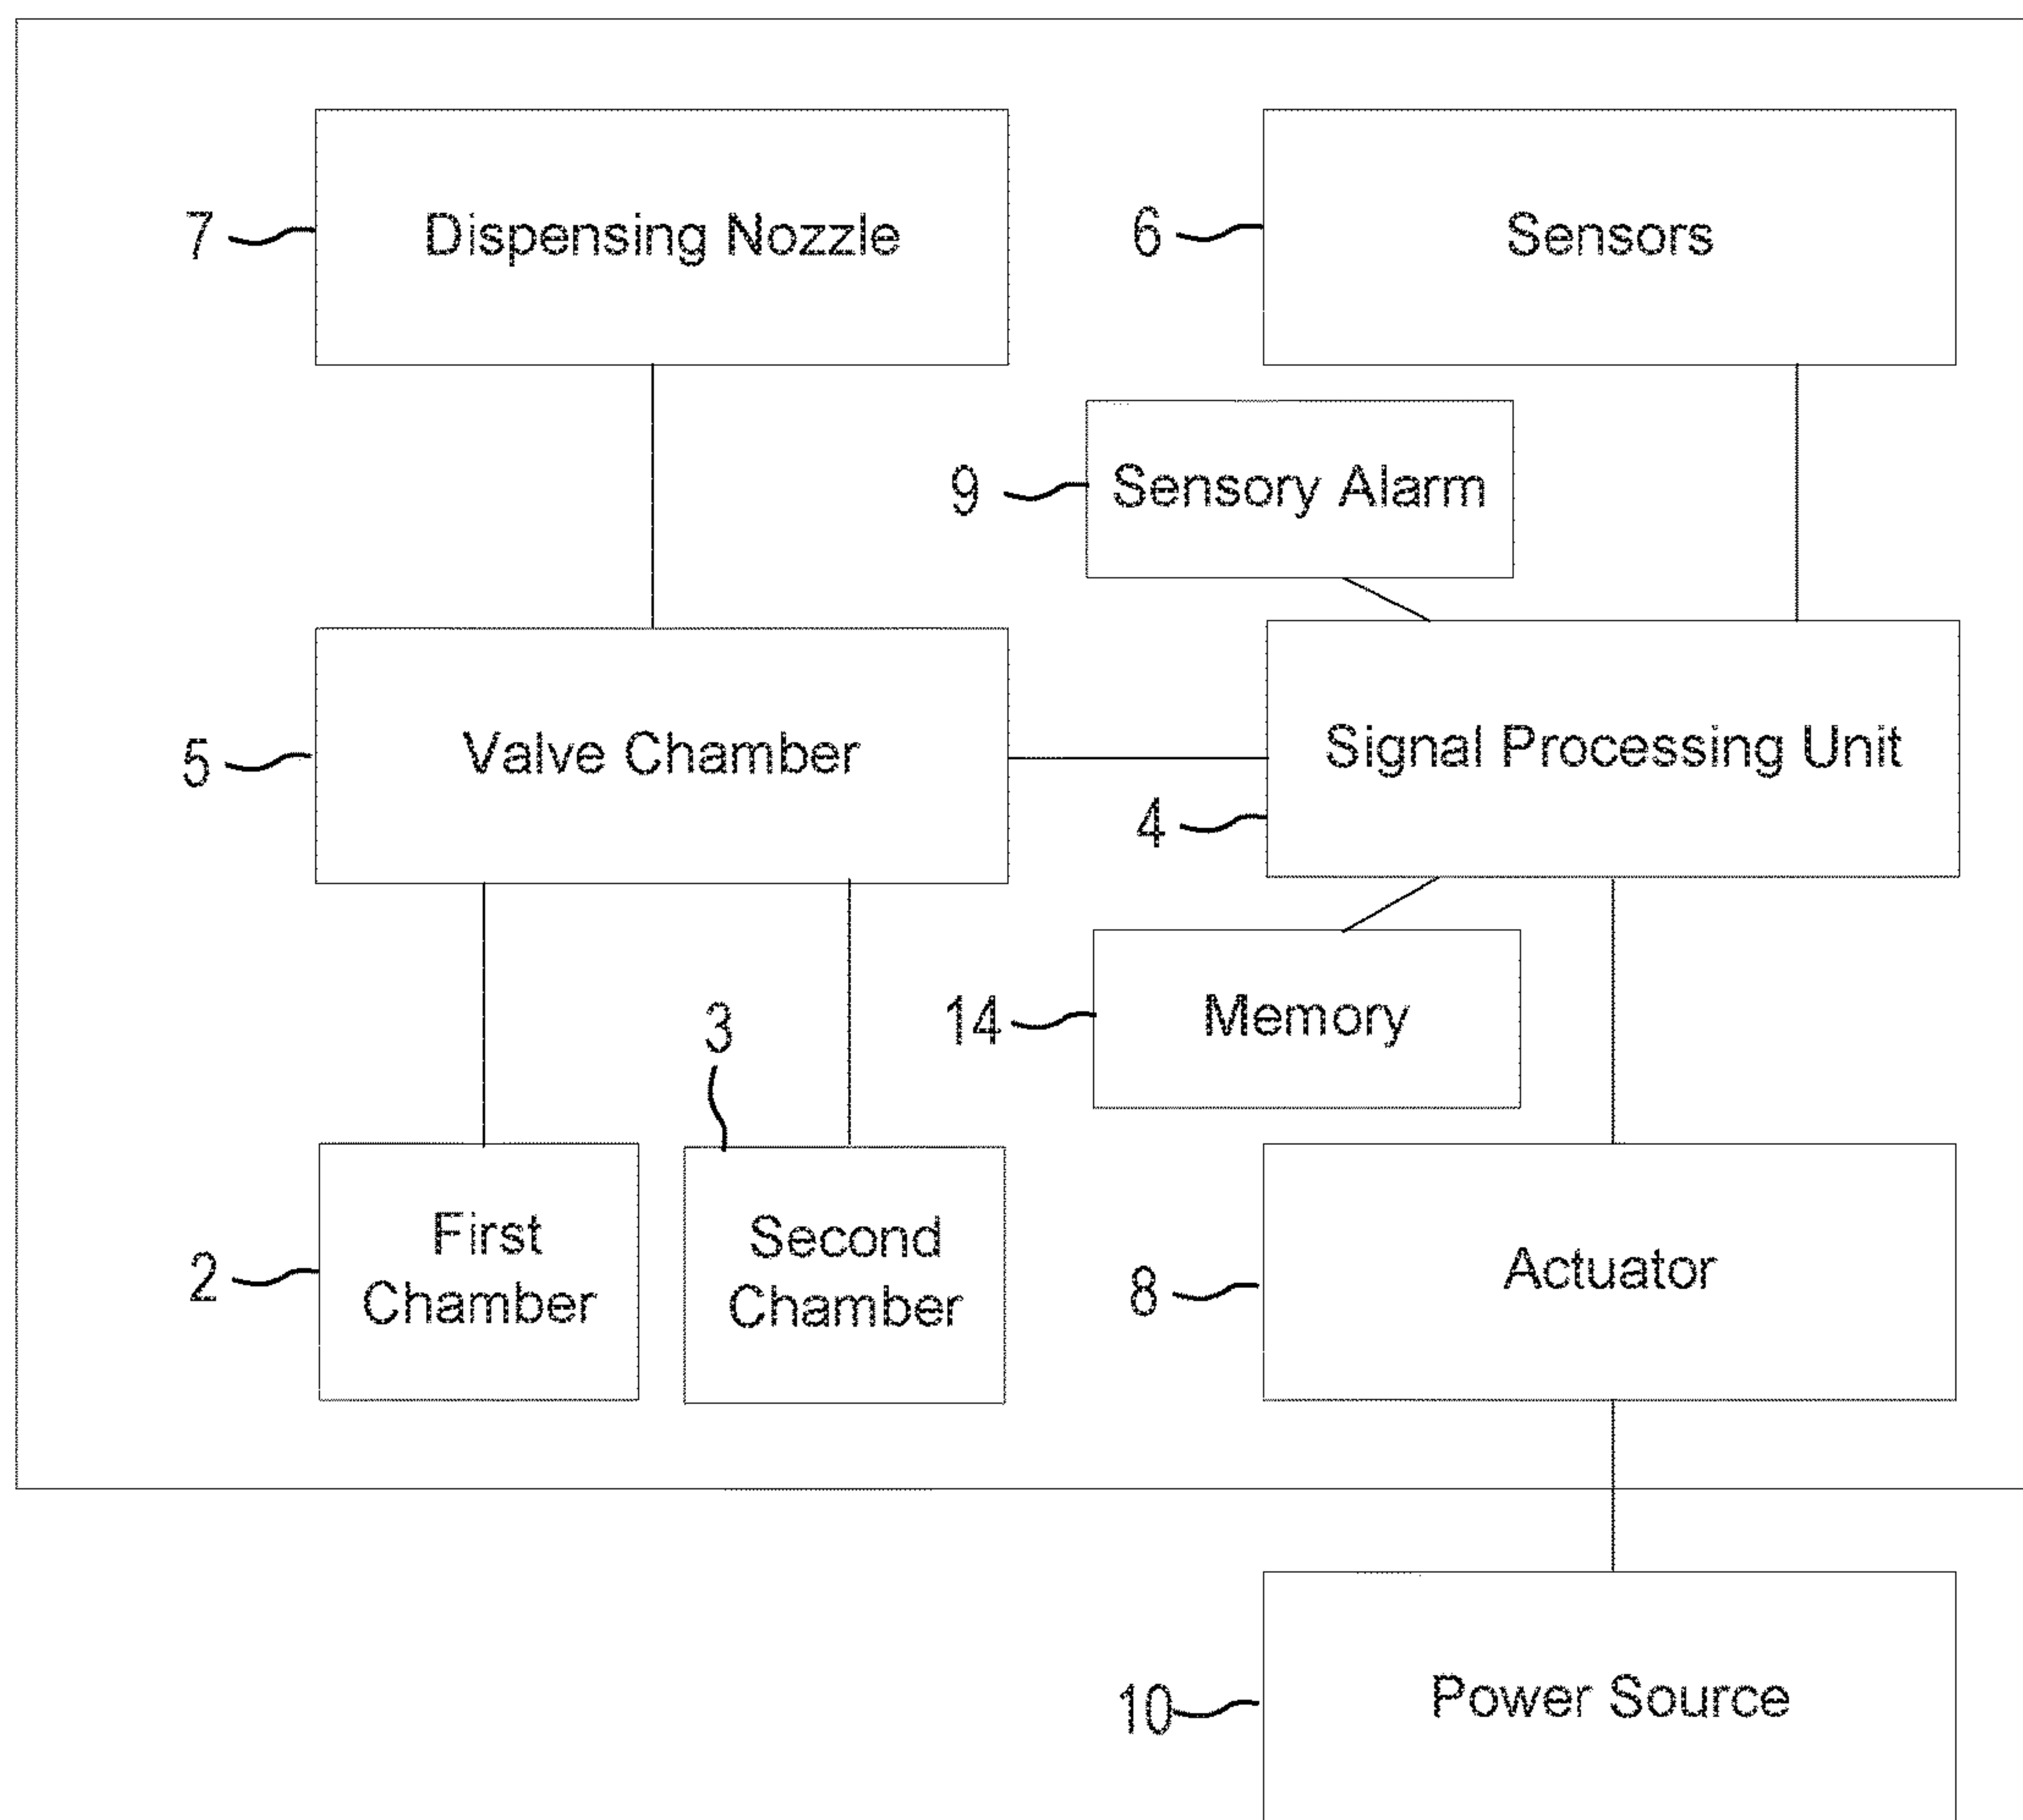 7
Dispensing Nozzle
6
Sensors
9
Sensory Alarm
5
Valve Chamber
4
Signal Processing Unit
14
Memory
3
2
First
Chamber
Second
Chamber
8
Actuator
10
Power Source